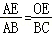 AE/AB = OE/BC